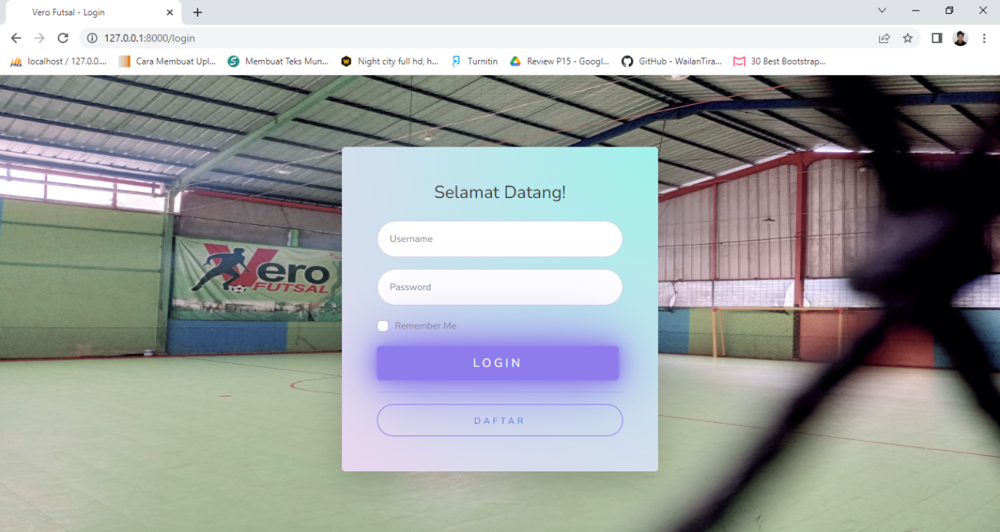 Vero Futsal - Login
127.0.0.1:8000/login
localhost / 127.0.0....
Cara Membuat Upl...
Membuat Teks Mun...
Night city full hd, h...
Turnitin
Review P15 - Googl...
GitHub - WailanTira...
30 Best Bootstrap...
Selamat Datang!
Username
Password
Remember Me
LOGIN
DAFTAR
Vero
FUTSAL